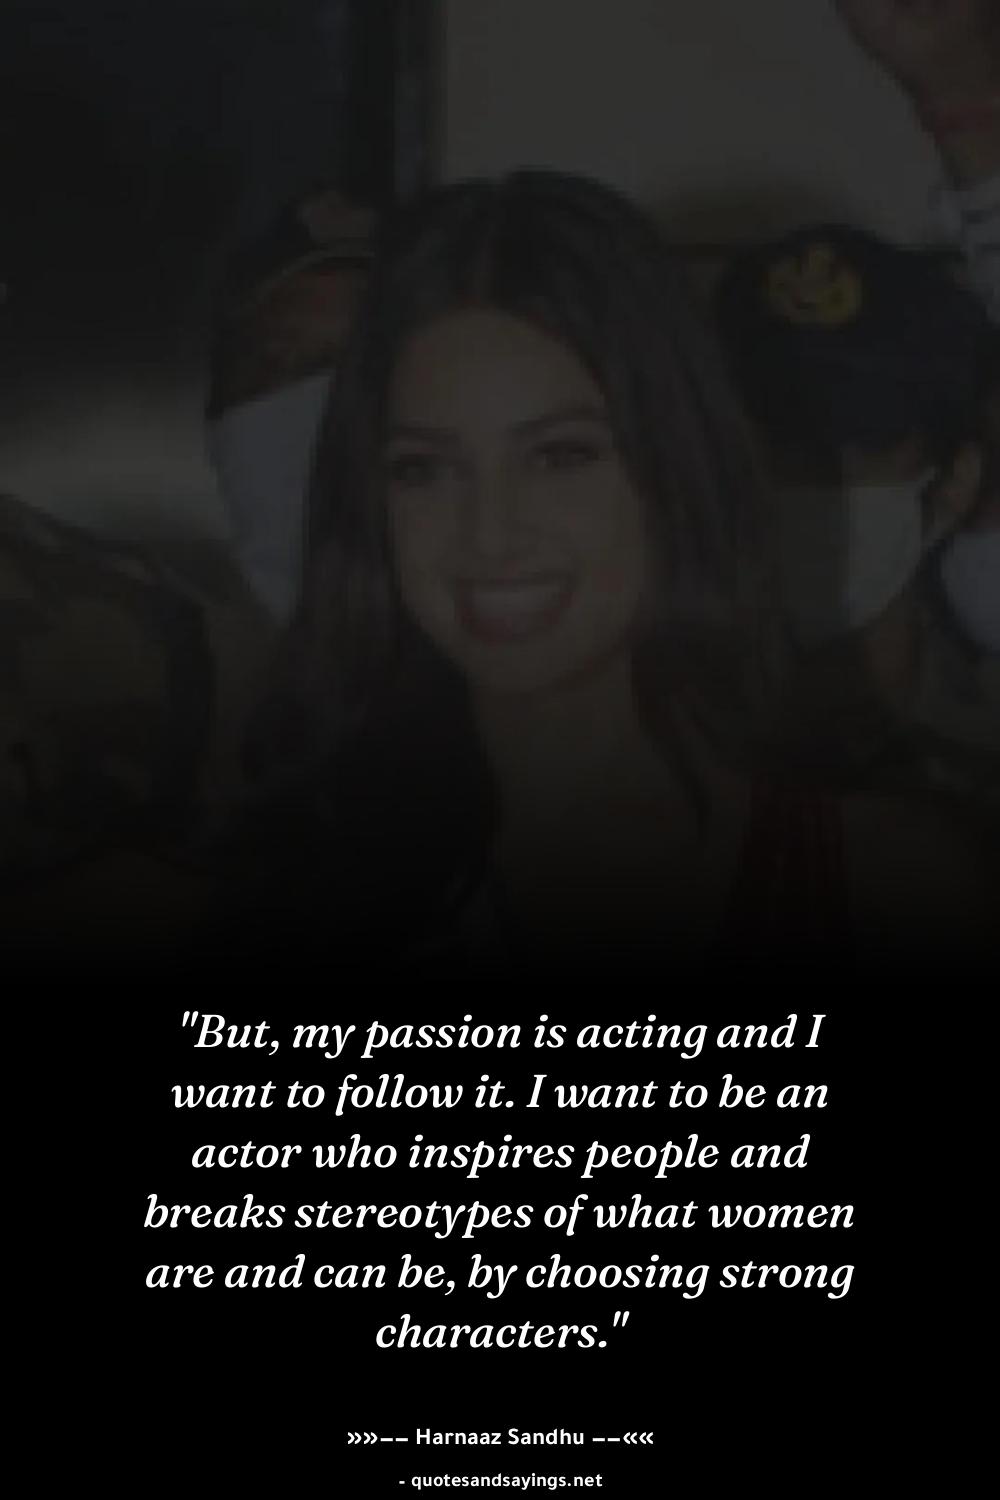 "But, my passion is acting and I
want to follow it. I want to be an
actor who inspires people and
breaks stereotypes of what women
are and can be, by choosing strong
characters."
»»–– Harnaaz Sandhu ––««
- quotesandsayings.net